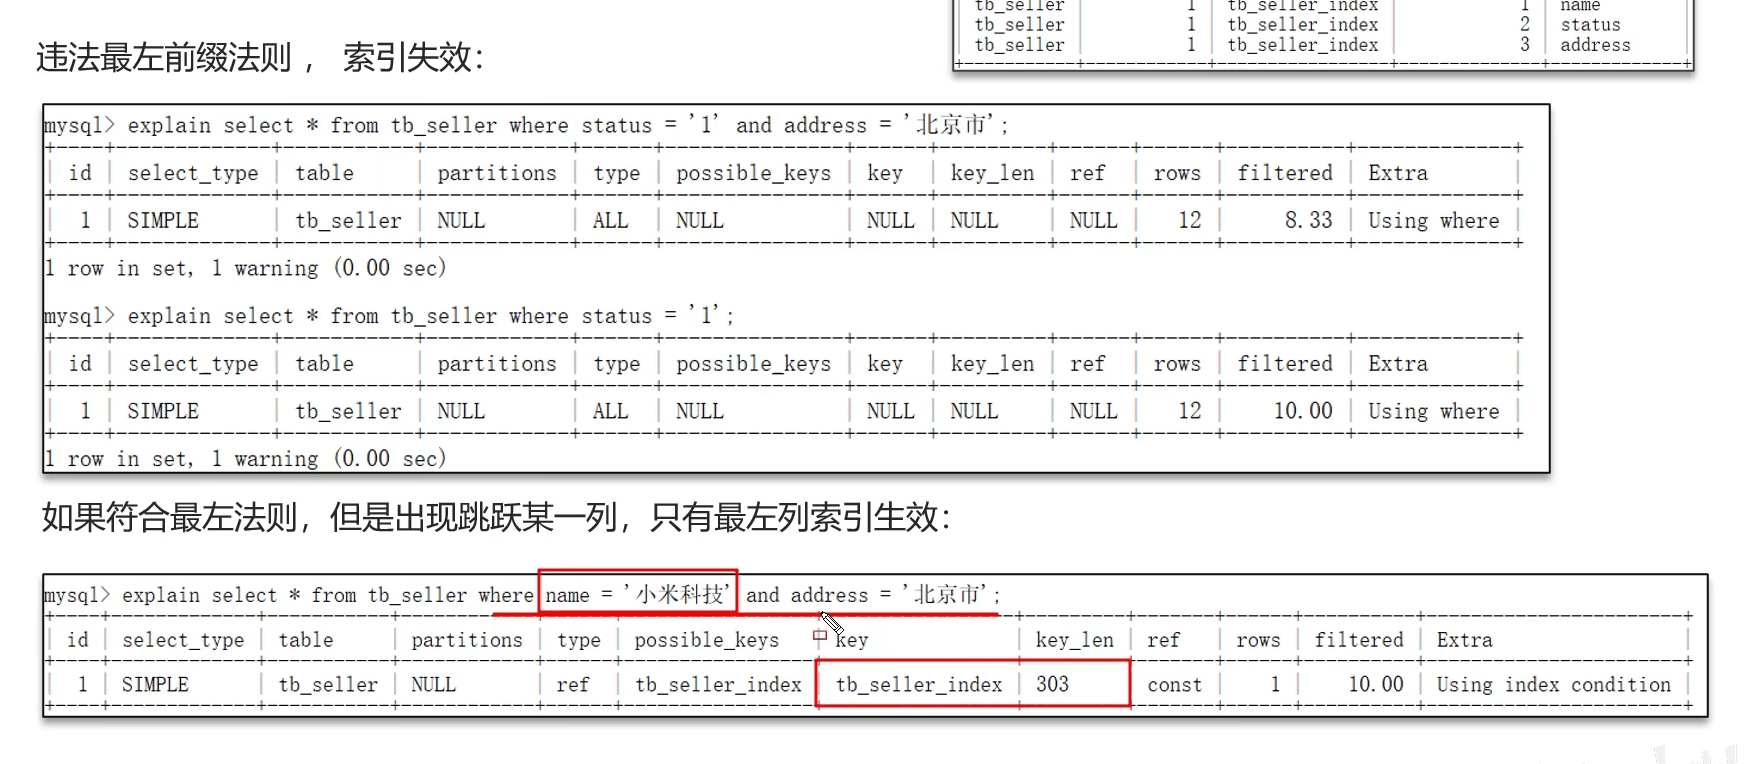 | tb_seller | 1 | tb_seller_index | 1 | name
| tb_seller | 1 | tb_seller_index | 2 | status
| tb_seller | 1 | tb_seller_index | 3 | address
违法最左前缀法则 ， 索引失效：
mysql> explain select * from tb_seller where status = '1' and address = '北京市';
| id | select_type | table | partitions | type | possible_keys | key | key_len | ref | rows | filtered | Extra |
| 1 | SIMPLE | tb_seller | NULL | ALL | NULL | NULL | NULL | NULL | 12 | 8.33 | Using where |
1 row in set, 1 warning (0.00 sec)
mysql> explain select * from tb_seller where status = '1';
| id | select_type | table | partitions | type | possible_keys | key | key_len | ref | rows | filtered | Extra |
| 1 | SIMPLE | tb_seller | NULL | ALL | NULL | NULL | NULL | NULL | 12 | 10.00 | Using where |
1 row in set, 1 warning (0.00 sec)
如果符合最左法则，但是出现跳跃某一列，只有最左列索引生效：
mysql> explain select * from tb_seller where name = '小米科技' and address = '北京市';
| id | select_type | table | partitions | type | possible_keys | key | key_len | ref | rows | filtered | Extra |
| 1 | SIMPLE | tb_seller | NULL | ref | tb_seller_index | tb_seller_index | 303 | const | 1 | 10.00 | Using index condition |